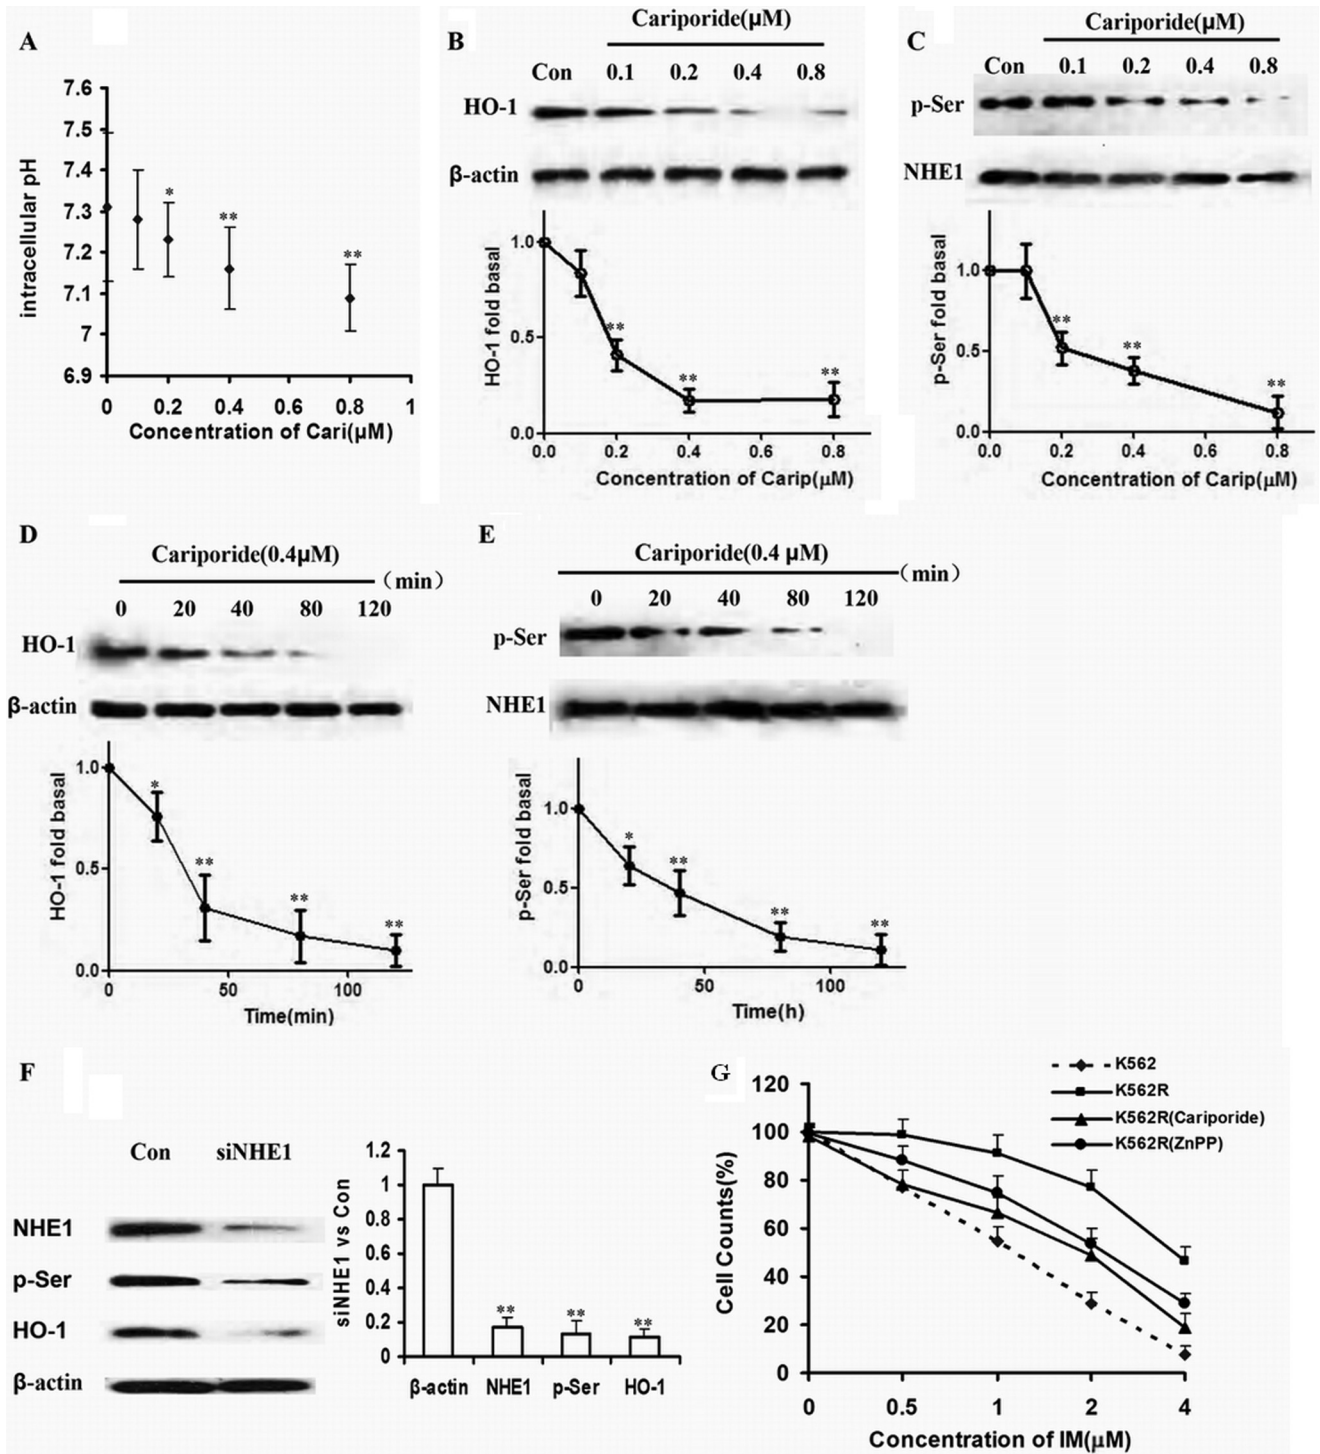 A
7.6
7.5
7.4
7.3
7.2
7.1
7
6.9
intracellular pH
*
**
**
0 0.2 0.4 0.6 0.8 1
Concentration of Cari(μM)
B
Cariporide(μM)
Con 0.1 0.2 0.4 0.8
HO-1
β-actin
1.0
0.5
0.0
HO-1 fold basal
**
**
**
0.0 0.2 0.4 0.6 0.8
Concentration of Carip(μM)
C
Cariporide(μM)
Con 0.1 0.2 0.4 0.8
p-Ser
NHE1
1.0
0.5
0.0
p-Ser fold basal
**
**
**
0.0 0.2 0.4 0.6 0.8
Concentration of Carip(μM)
D
Cariporide(0.4μM)
(min)
0 20 40 80 120
HO-1
β-actin
1.0
0.5
0.0
HO-1 fold basal
*
**
**
**
0 50 100
Time(min)
E
Cariporide(0.4 μM)
(min)
0 20 40 80 120
p-Ser
NHE1
1.0
0.5
0.0
p-Ser fold basal
*
**
**
**
0 50 100
Time(h)
F
Con siNHE1
NHE1
p-Ser
HO-1
β-actin
1.2
1
0.8
0.6
0.4
0.2
0
siNHE1 vs Con
** ** **
β-actin NHE1 p-Ser HO-1
G
K562
K562R
K562R(Cariporide)
K562R(ZnPP)
120
100
80
60
40
20
0
Cell Counts(%)
0 0.5 1 2 4
Concentration of IM(μM)